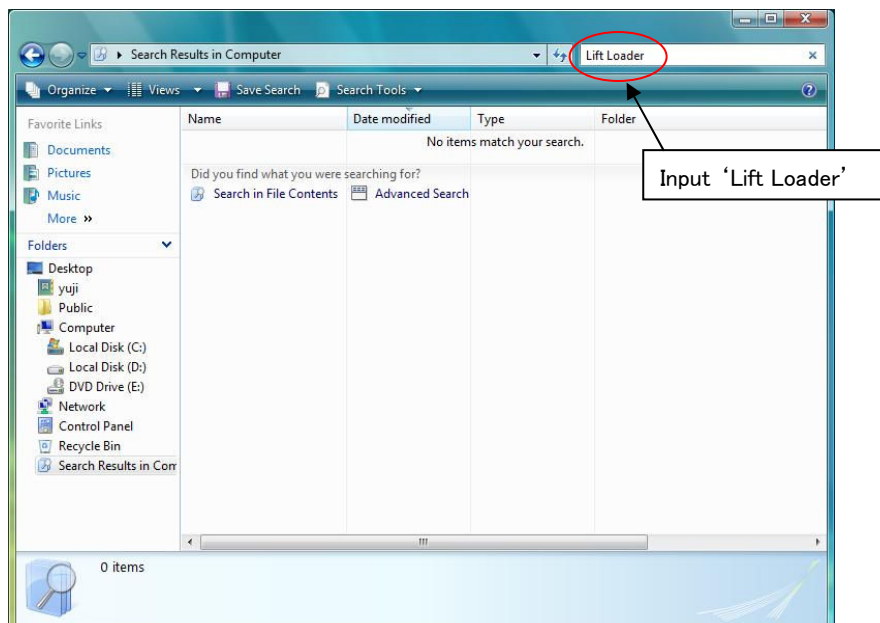 Search Results in Computer
Lift Loader
Organize Views Save Search Search Tools
Favorite Links
Documents
Pictures
Music
More »
Folders
Desktop
yuji
Public
Computer
Local Disk (C:)
Local Disk (D:)
DVD Drive (E:)
Network
Control Panel
Recycle Bin
Search Results in Com
Name Date modified Type Folder
No items match your search.
Did you find what you were searching for?
Search in File Contents Advanced Search
Input ‘Lift Loader’
0 items